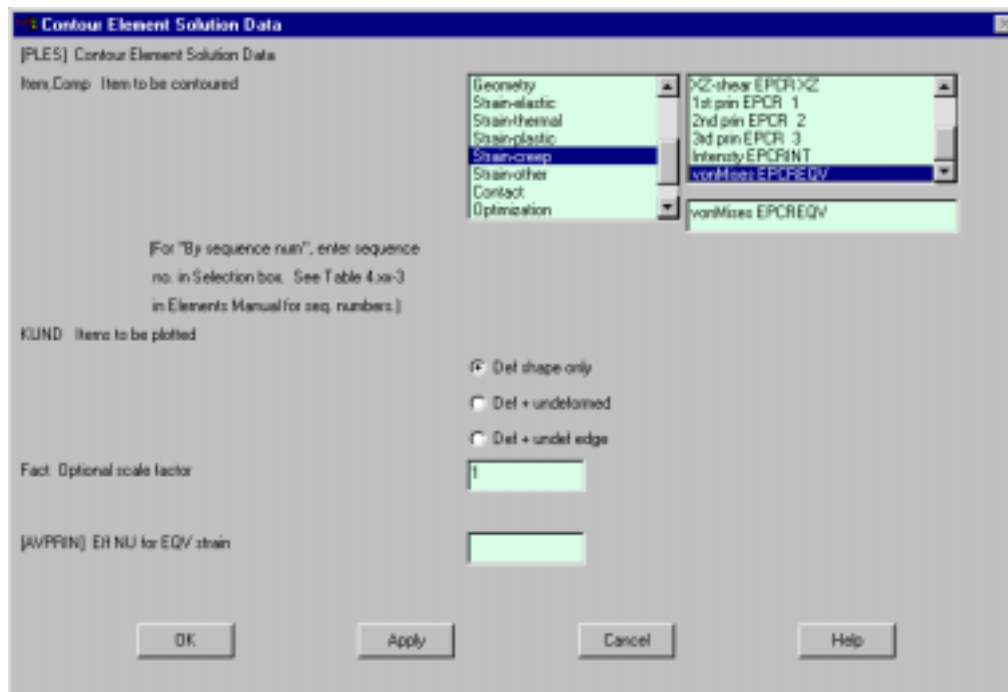 Contour Element Solution Data
[PLES] Contour Element Solution Data
Item,Comp Item to be contoured
Geometry
Strain-elastic
Strain-thermal
Strain-plastic
Strain-creep
Strain-other
Contact
Optimization
XZ-shear EPCR XZ
1st prin EPCR 1
2nd prin EPCR 2
3rd prin EPCR 3
Intensty EPCRINT
vonMises EPCREQV
vonMises EPCREQV
(For "By sequence num", enter sequence
no. in Selection box. See Table 4.xx-3
in Elements Manual for seq. numbers.)
KUND Items to be plotted
Def shape only
Def + undeformed
Def + undef edge
Fact Optional scale factor
1
[AVPRIN] Eff NU for EQV strain
OK
Apply
Cancel
Help